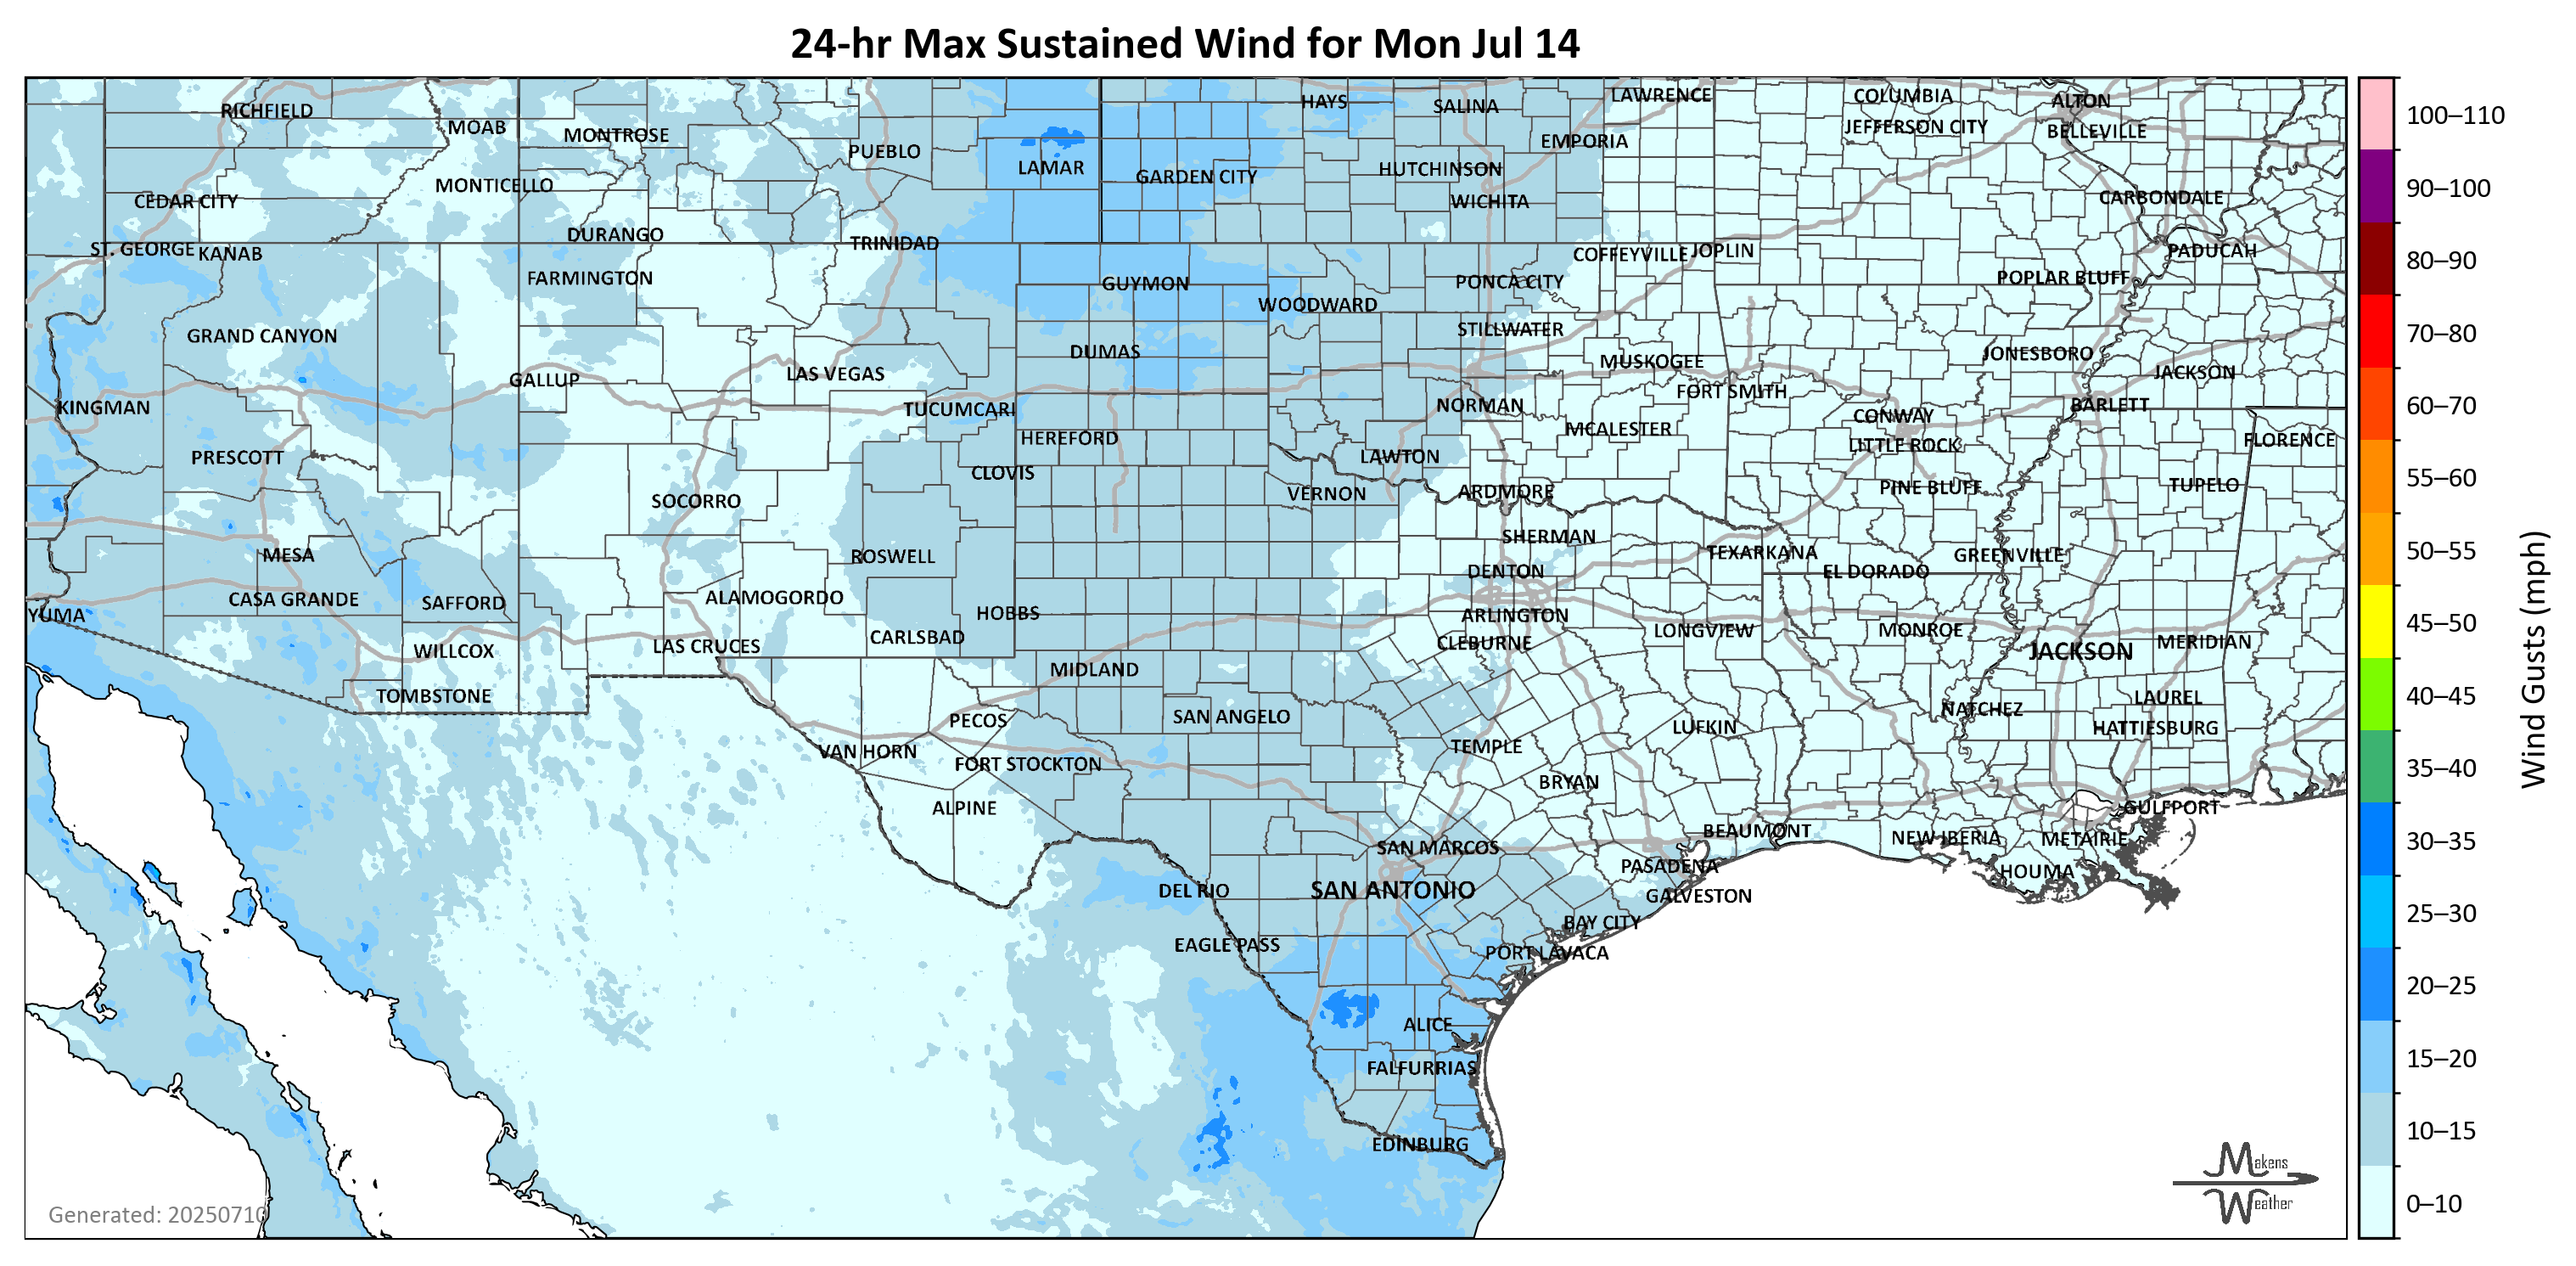 24-hr Max Sustained Wind for Mon Jul 14
RICHFIELD
MOAB
MONTROSE
PUEBLO
LAMAR
GARDEN CITY
HAYS
SALINA
HUTCHINSON
WICHITA
EMPORIA
LAWRENCE
COLUMBIA
JEFFERSON CITY
ALTON
BELLEVILLE
CARBONDALE
CEDAR CITY
MONTICELLO
DURANGO
TRINIDAD
ST. GEORGE
KANAB
FARMINGTON
GUYMON
WOODWARD
PONCA CITY
COFFEYVILLE
JOPLIN
POPLAR BLUFF
PADUCAH
GRAND CANYON
DUMAS
STILLWATER
MUSKOGEE
JONESBORO
JACKSON
GALLUP
LAS VEGAS
FORT SMITH
KINGMAN
TUCUMCARI
NORMAN
CONWAY
BARLETT
HEREFORD
MCALESTER
LITTLE ROCK
FLORENCE
PRESCOTT
CLOVIS
LAWTON
SOCORRO
VERNON
ARDMORE
PINE BLUFF
TUPELO
MESA
ROSWELL
SHERMAN
TEXARKANA
GREENVILLE
DENTON
EL DORADO
YUMA
CASA GRANDE
SAFFORD
ALAMOGORDO
HOBBS
ARLINGTON
WILLCOX
LAS CRUCES
CARLSBAD
CLEBURNE
LONGVIEW
MONROE
JACKSON
MERIDIAN
TOMBSTONE
MIDLAND
LAUREL
PECOS
SAN ANGELO
LUFKIN
NATCHEZ
HATTIESBURG
VAN HORN
FORT STOCKTON
TEMPLE
BRYAN
ALPINE
GULFPORT
SAN MARCOS
BEAUMONT
NEW IBERIA
METAIRIE
PASADENA
HOUMA
DEL RIO
SAN ANTONIO
GALVESTON
BAY CITY
EAGLE PASS
PORT LAVACA
ALICE
FALFURRIAS
EDINBURG
Generated: 20250710
Makens
Weather
100–110
90–100
80–90
70–80
60–70
55–60
50–55
45–50
40–45
35–40
30–35
25–30
20–25
15–20
10–15
0–10
Wind Gusts (mph)